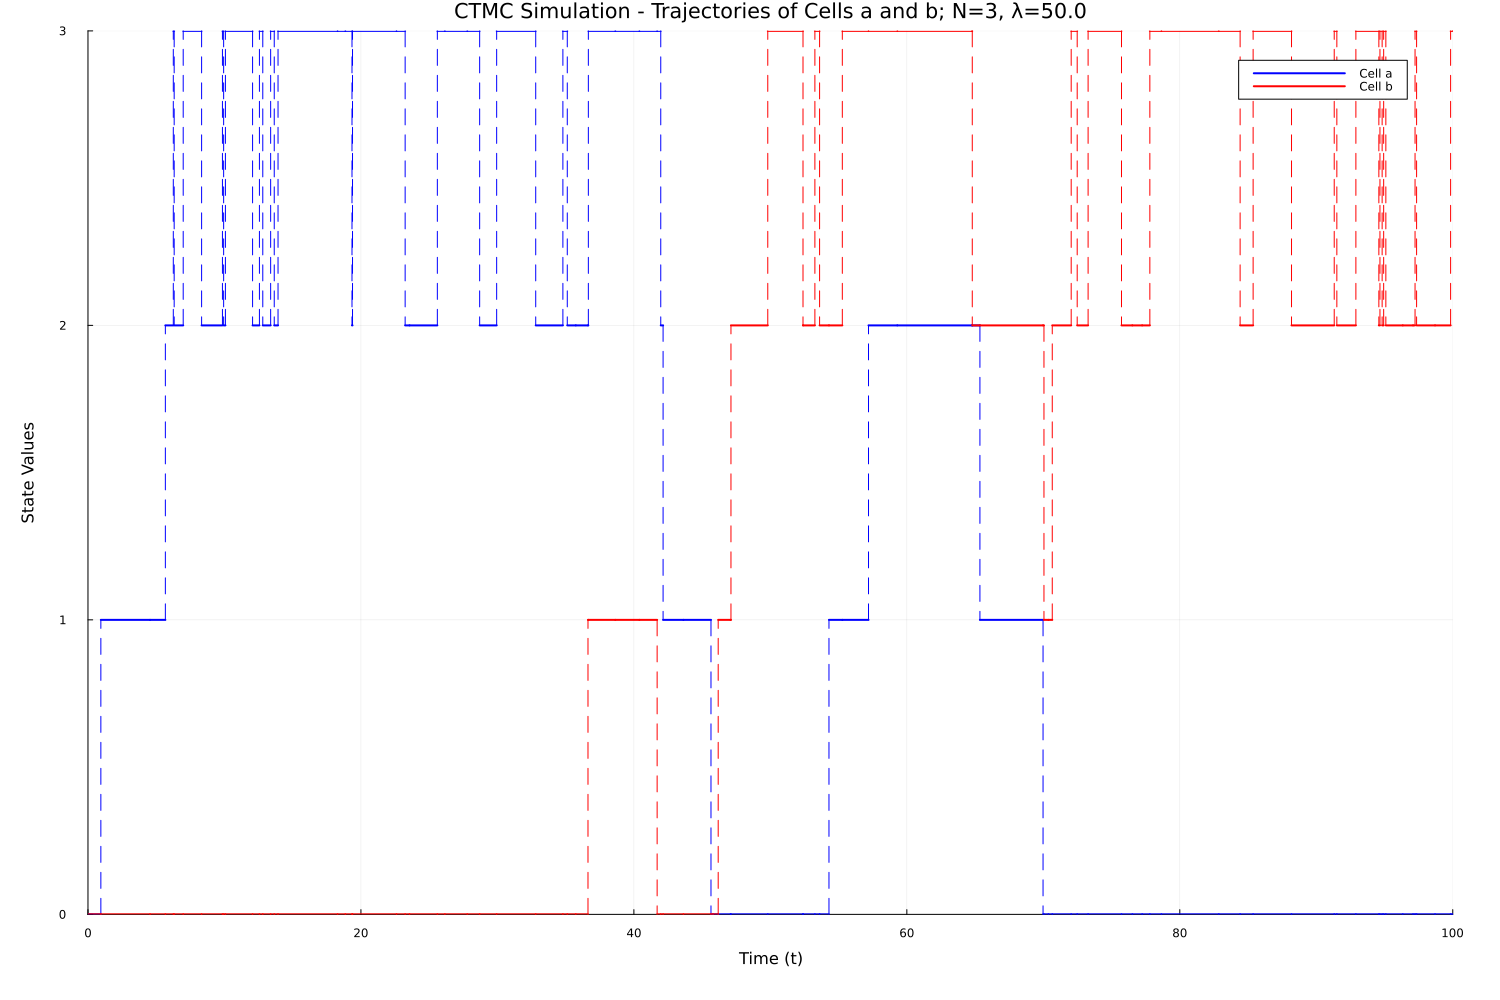 CTMC Simulation - Trajectories of Cells a and b; N=3, λ=50.0
3
Cell a
Cell b
2
State Values
1
0
0 20 40 60 80 100
Time (t)